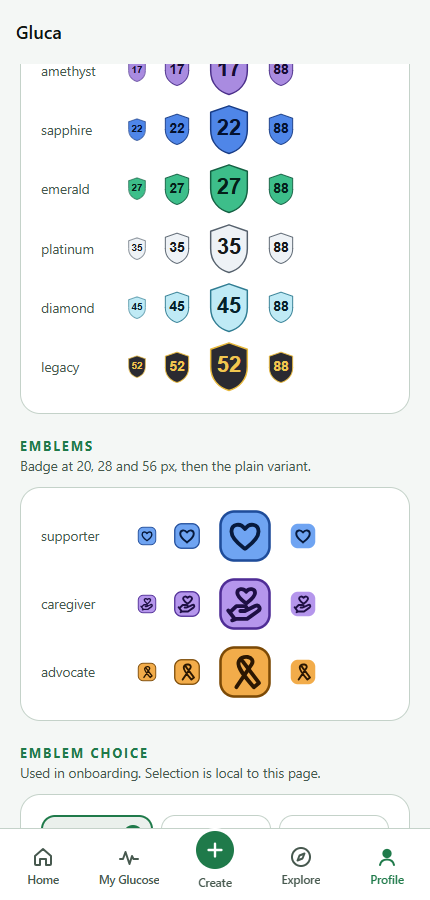 Gluca
amethyst 17 17 17 88
sapphire 22 22 22 88
emerald 27 27 27 88
platinum 35 35 35 88
diamond 45 45 45 88
legacy 52 52 52 88
EMBLEMS
Badge at 20, 28 and 56 px, then the plain variant.
supporter
caregiver
advocate
EMBLEM CHOICE
Used in onboarding. Selection is local to this page.
Home My Glucose Create Explore Profile